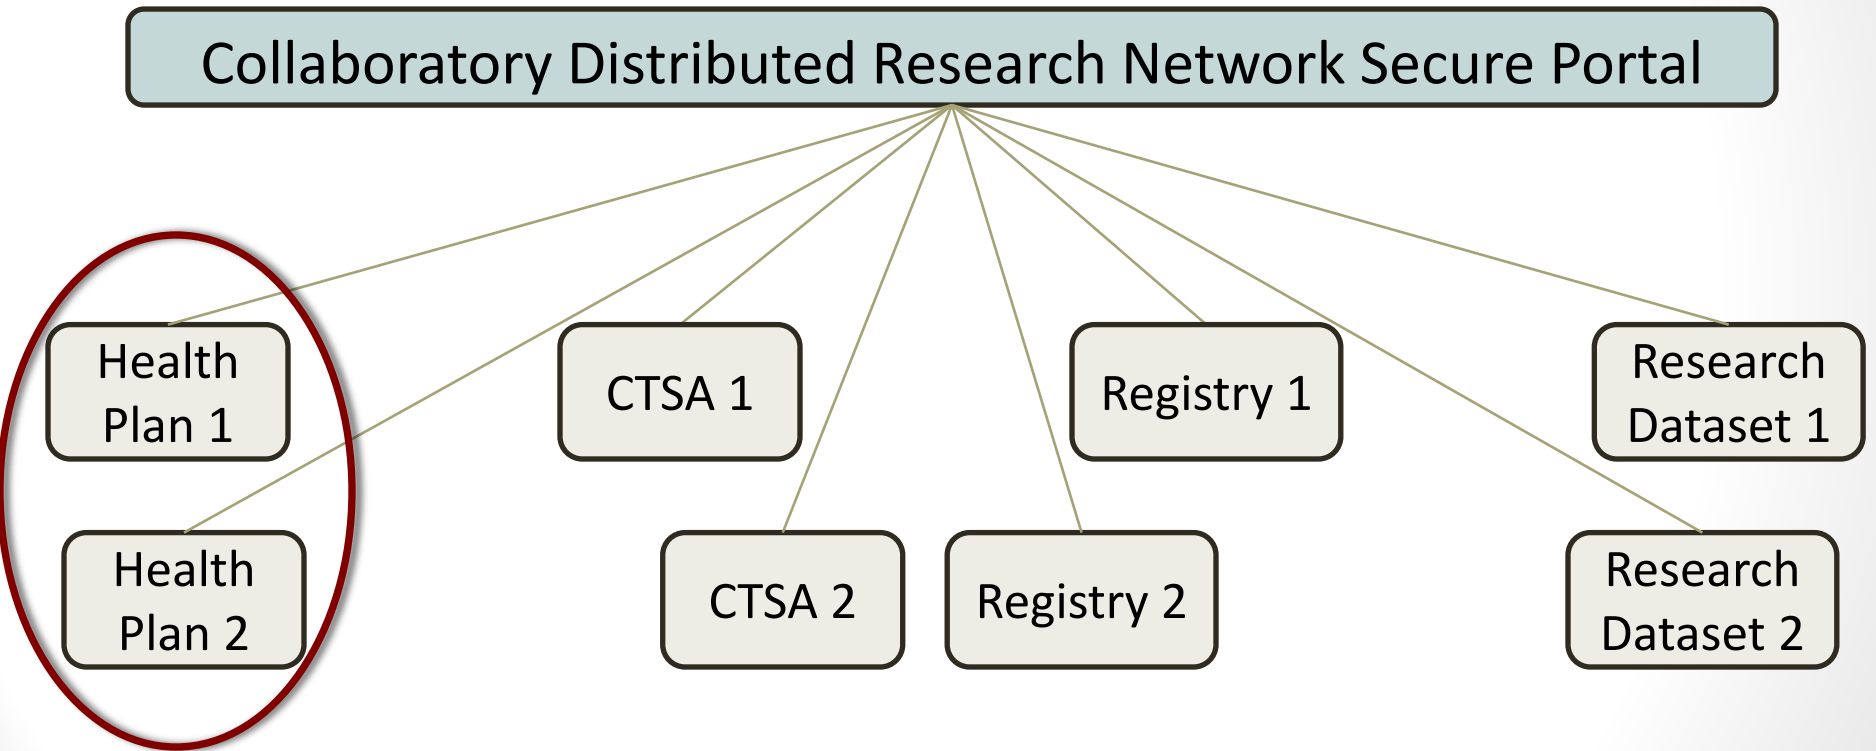 Collaboratory Distributed Research Network Secure Portal
Health
Plan 1
CTSA 1
Registry 1
Research
Dataset 1
Health
Plan 2
CTSA 2
Registry 2
Research
Dataset 2